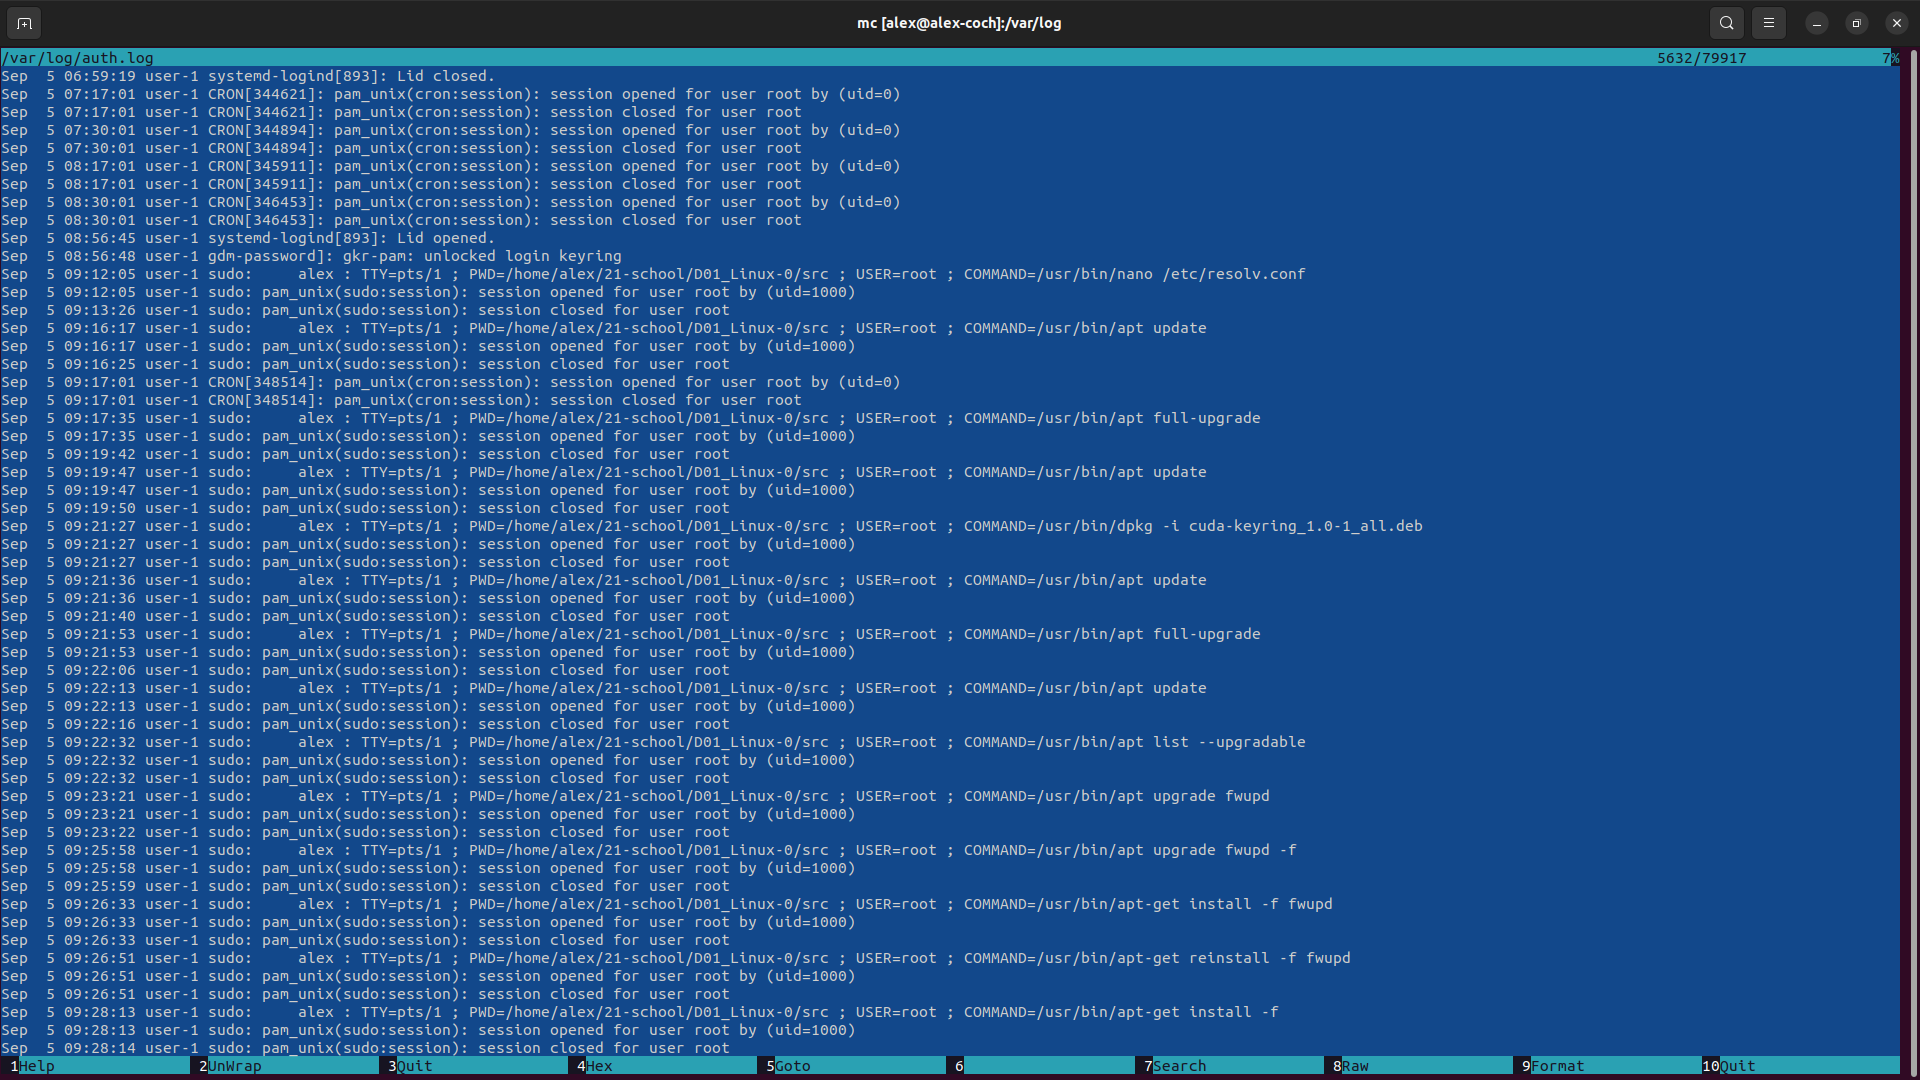 mc [alex@alex-coch]:/var/log
/var/log/auth.log 5632/79917 7%
Sep  5 06:59:19 user-1 systemd-logind[893]: Lid closed.
Sep  5 07:17:01 user-1 CRON[344621]: pam_unix(cron:session): session opened for user root by (uid=0)
Sep  5 07:17:01 user-1 CRON[344621]: pam_unix(cron:session): session closed for user root
Sep  5 07:30:01 user-1 CRON[344894]: pam_unix(cron:session): session opened for user root by (uid=0)
Sep  5 07:30:01 user-1 CRON[344894]: pam_unix(cron:session): session closed for user root
Sep  5 08:17:01 user-1 CRON[345911]: pam_unix(cron:session): session opened for user root by (uid=0)
Sep  5 08:17:01 user-1 CRON[345911]: pam_unix(cron:session): session closed for user root
Sep  5 08:30:01 user-1 CRON[346453]: pam_unix(cron:session): session opened for user root by (uid=0)
Sep  5 08:30:01 user-1 CRON[346453]: pam_unix(cron:session): session closed for user root
Sep  5 08:56:45 user-1 systemd-logind[893]: Lid opened.
Sep  5 08:56:48 user-1 gdm-password]: gkr-pam: unlocked login keyring
Sep  5 09:12:05 user-1 sudo:     alex : TTY=pts/1 ; PWD=/home/alex/21-school/D01_Linux-0/src ; USER=root ; COMMAND=/usr/bin/nano /etc/resolv.conf
Sep  5 09:12:05 user-1 sudo: pam_unix(sudo:session): session opened for user root by (uid=1000)
Sep  5 09:13:26 user-1 sudo: pam_unix(sudo:session): session closed for user root
Sep  5 09:16:17 user-1 sudo:     alex : TTY=pts/1 ; PWD=/home/alex/21-school/D01_Linux-0/src ; USER=root ; COMMAND=/usr/bin/apt update
Sep  5 09:16:17 user-1 sudo: pam_unix(sudo:session): session opened for user root by (uid=1000)
Sep  5 09:16:25 user-1 sudo: pam_unix(sudo:session): session closed for user root
Sep  5 09:17:01 user-1 CRON[348514]: pam_unix(cron:session): session opened for user root by (uid=0)
Sep  5 09:17:01 user-1 CRON[348514]: pam_unix(cron:session): session closed for user root
Sep  5 09:17:35 user-1 sudo:     alex : TTY=pts/1 ; PWD=/home/alex/21-school/D01_Linux-0/src ; USER=root ; COMMAND=/usr/bin/apt full-upgrade
Sep  5 09:17:35 user-1 sudo: pam_unix(sudo:session): session opened for user root by (uid=1000)
Sep  5 09:19:42 user-1 sudo: pam_unix(sudo:session): session closed for user root
Sep  5 09:19:47 user-1 sudo:     alex : TTY=pts/1 ; PWD=/home/alex/21-school/D01_Linux-0/src ; USER=root ; COMMAND=/usr/bin/apt update
Sep  5 09:19:47 user-1 sudo: pam_unix(sudo:session): session opened for user root by (uid=1000)
Sep  5 09:19:50 user-1 sudo: pam_unix(sudo:session): session closed for user root
Sep  5 09:21:27 user-1 sudo:     alex : TTY=pts/1 ; PWD=/home/alex/21-school/D01_Linux-0/src ; USER=root ; COMMAND=/usr/bin/dpkg -i cuda-keyring_1.0-1_all.deb
Sep  5 09:21:27 user-1 sudo: pam_unix(sudo:session): session opened for user root by (uid=1000)
Sep  5 09:21:27 user-1 sudo: pam_unix(sudo:session): session closed for user root
Sep  5 09:21:36 user-1 sudo:     alex : TTY=pts/1 ; PWD=/home/alex/21-school/D01_Linux-0/src ; USER=root ; COMMAND=/usr/bin/apt update
Sep  5 09:21:36 user-1 sudo: pam_unix(sudo:session): session opened for user root by (uid=1000)
Sep  5 09:21:40 user-1 sudo: pam_unix(sudo:session): session closed for user root
Sep  5 09:21:53 user-1 sudo:     alex : TTY=pts/1 ; PWD=/home/alex/21-school/D01_Linux-0/src ; USER=root ; COMMAND=/usr/bin/apt full-upgrade
Sep  5 09:21:53 user-1 sudo: pam_unix(sudo:session): session opened for user root by (uid=1000)
Sep  5 09:22:06 user-1 sudo: pam_unix(sudo:session): session closed for user root
Sep  5 09:22:13 user-1 sudo:     alex : TTY=pts/1 ; PWD=/home/alex/21-school/D01_Linux-0/src ; USER=root ; COMMAND=/usr/bin/apt update
Sep  5 09:22:13 user-1 sudo: pam_unix(sudo:session): session opened for user root by (uid=1000)
Sep  5 09:22:16 user-1 sudo: pam_unix(sudo:session): session closed for user root
Sep  5 09:22:32 user-1 sudo:     alex : TTY=pts/1 ; PWD=/home/alex/21-school/D01_Linux-0/src ; USER=root ; COMMAND=/usr/bin/apt list --upgradable
Sep  5 09:22:32 user-1 sudo: pam_unix(sudo:session): session opened for user root by (uid=1000)
Sep  5 09:22:32 user-1 sudo: pam_unix(sudo:session): session closed for user root
Sep  5 09:23:21 user-1 sudo:     alex : TTY=pts/1 ; PWD=/home/alex/21-school/D01_Linux-0/src ; USER=root ; COMMAND=/usr/bin/apt upgrade fwupd
Sep  5 09:23:21 user-1 sudo: pam_unix(sudo:session): session opened for user root by (uid=1000)
Sep  5 09:23:22 user-1 sudo: pam_unix(sudo:session): session closed for user root
Sep  5 09:25:58 user-1 sudo:     alex : TTY=pts/1 ; PWD=/home/alex/21-school/D01_Linux-0/src ; USER=root ; COMMAND=/usr/bin/apt upgrade fwupd -f
Sep  5 09:25:58 user-1 sudo: pam_unix(sudo:session): session opened for user root by (uid=1000)
Sep  5 09:25:59 user-1 sudo: pam_unix(sudo:session): session closed for user root
Sep  5 09:26:33 user-1 sudo:     alex : TTY=pts/1 ; PWD=/home/alex/21-school/D01_Linux-0/src ; USER=root ; COMMAND=/usr/bin/apt-get install -f fwupd
Sep  5 09:26:33 user-1 sudo: pam_unix(sudo:session): session opened for user root by (uid=1000)
Sep  5 09:26:33 user-1 sudo: pam_unix(sudo:session): session closed for user root
Sep  5 09:26:51 user-1 sudo:     alex : TTY=pts/1 ; PWD=/home/alex/21-school/D01_Linux-0/src ; USER=root ; COMMAND=/usr/bin/apt-get reinstall -f fwupd
Sep  5 09:26:51 user-1 sudo: pam_unix(sudo:session): session opened for user root by (uid=1000)
Sep  5 09:26:51 user-1 sudo: pam_unix(sudo:session): session closed for user root
Sep  5 09:28:13 user-1 sudo:     alex : TTY=pts/1 ; PWD=/home/alex/21-school/D01_Linux-0/src ; USER=root ; COMMAND=/usr/bin/apt-get install -f
Sep  5 09:28:13 user-1 sudo: pam_unix(sudo:session): session opened for user root by (uid=1000)
Sep  5 09:28:14 user-1 sudo: pam_unix(sudo:session): session closed for user root
1Help 2UnWrap 3Quit 4Hex 5Goto 6 7Search 8Raw 9Format 10Quit